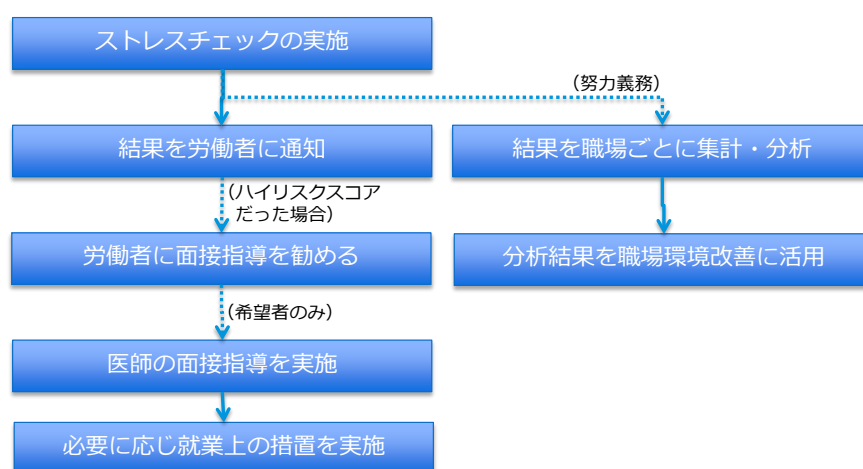 ストレスチェックの実施
（努力義務）
結果を労働者に通知
結果を職場ごとに集計・分析
（ハイリスクスコア
だった場合）
労働者に面接指導を勧める
分析結果を職場環境改善に活用
（希望者のみ）
医師の面接指導を実施
必要に応じ就業上の措置を実施